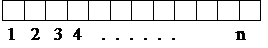 1 2 3 4 . . . . . . . n